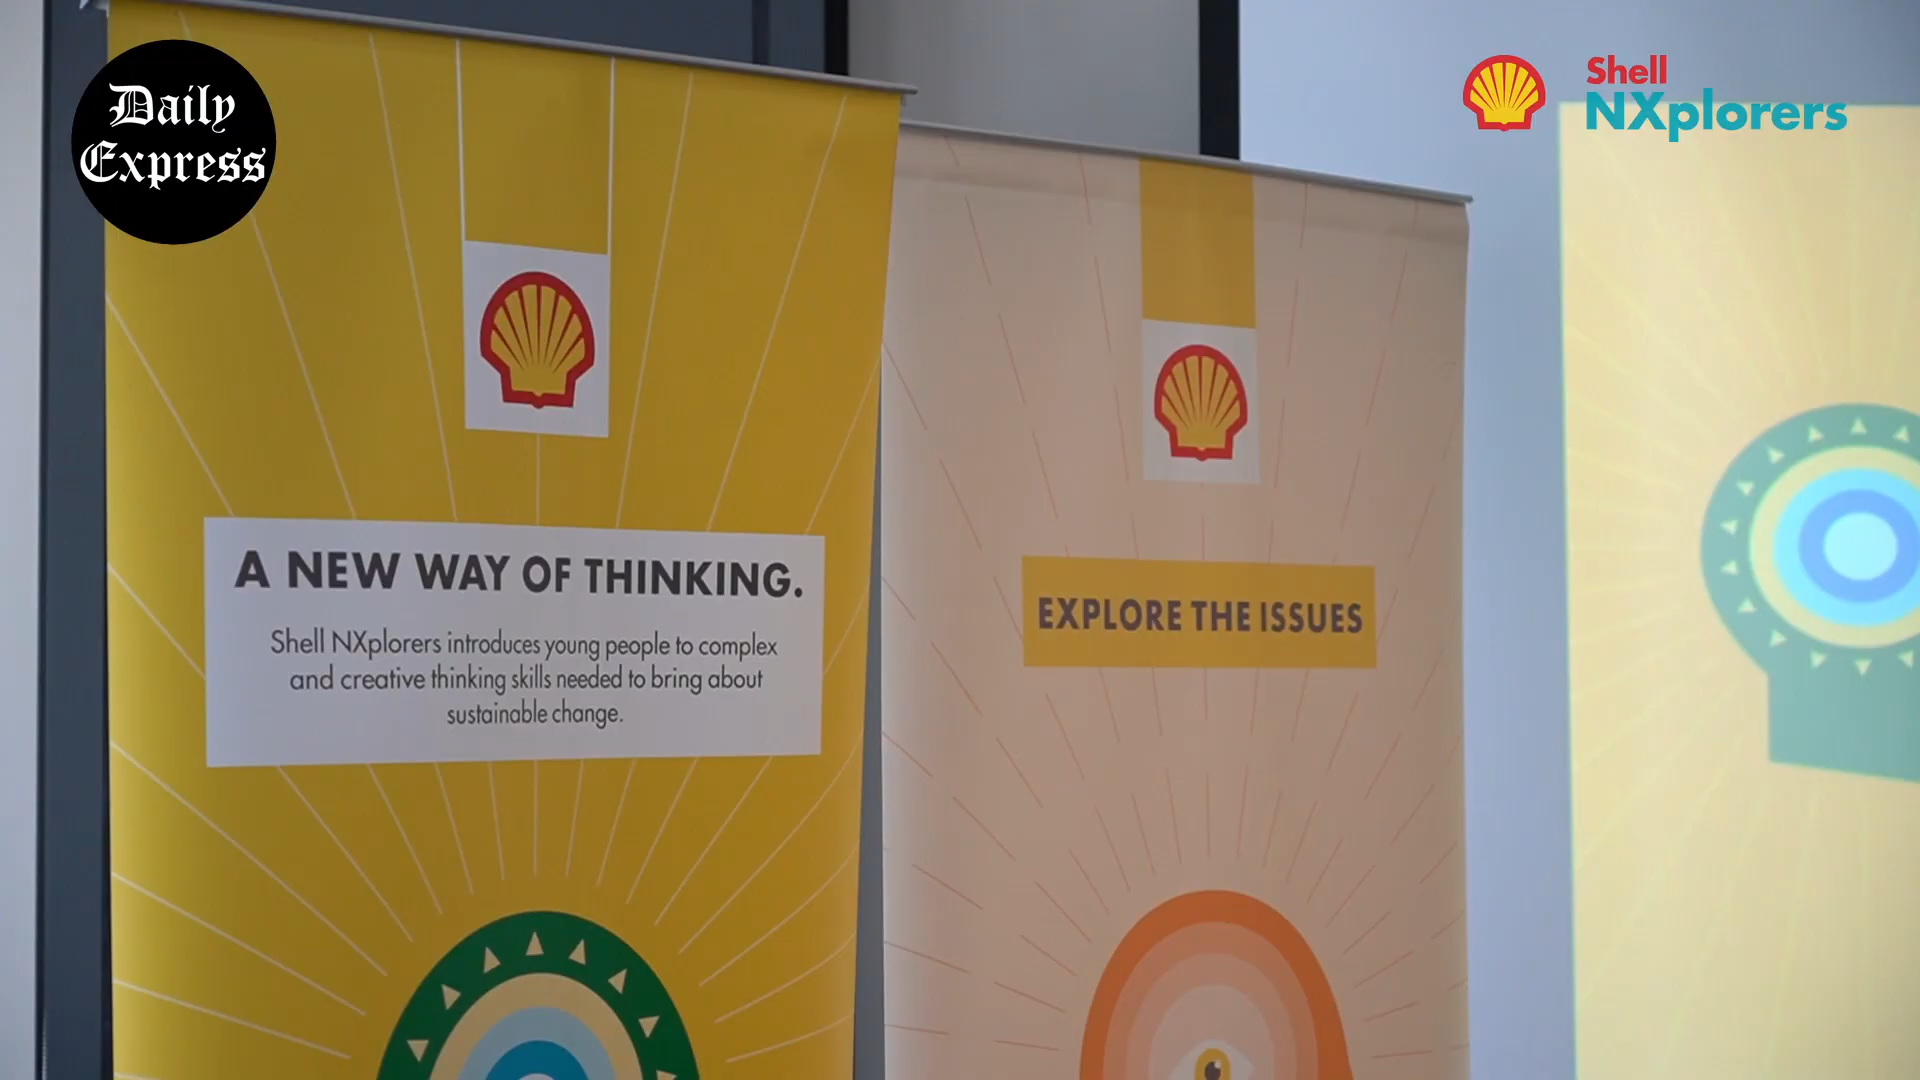 Daily
Express
Shell
NXplorers
A NEW WAY OF THINKING.
Shell NXplorers introduces young people to complex
and creative thinking skills needed to bring about
sustainable change.
EXPLORE THE ISSUES